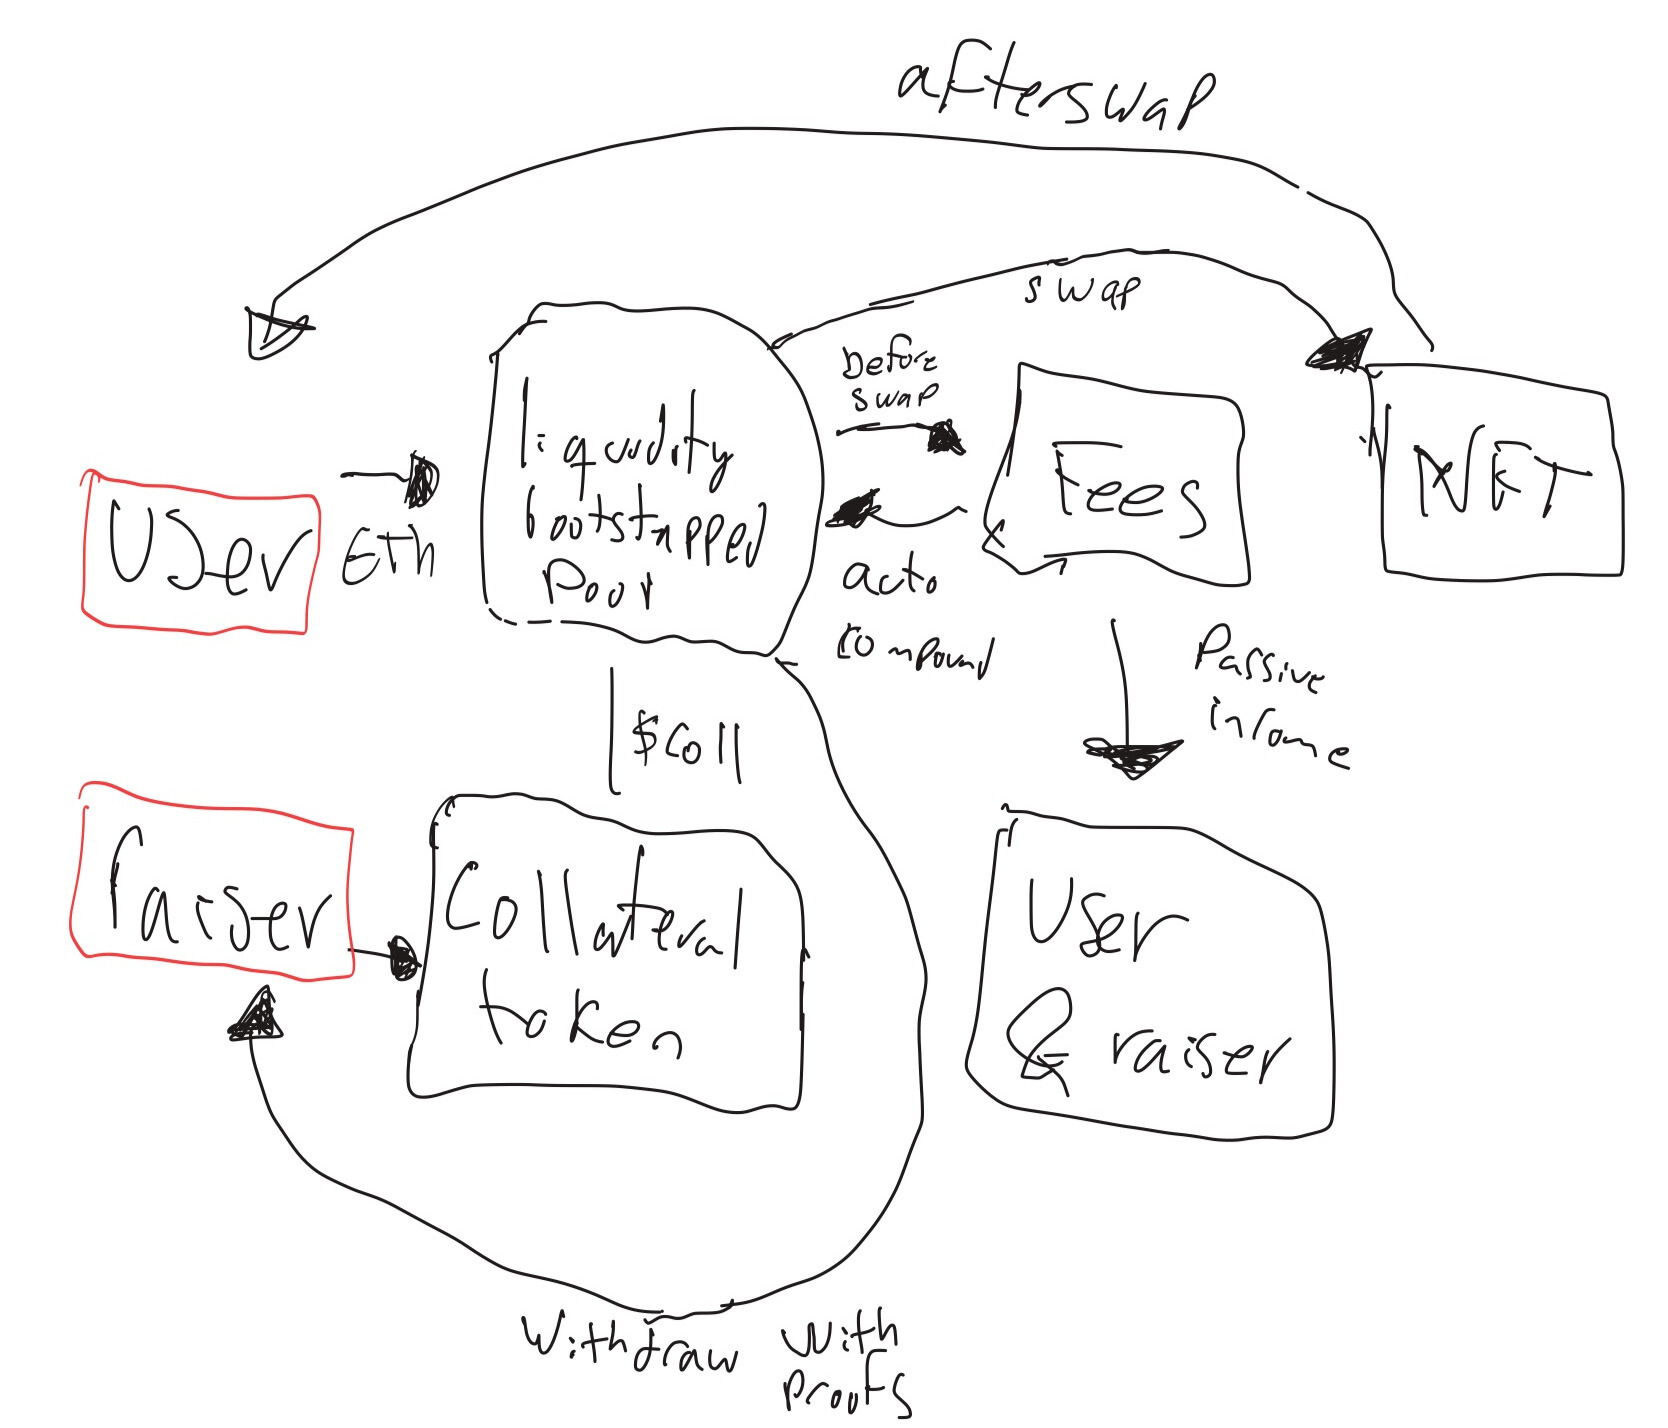 afterswap
swap
before
swap
liquidity
bootstrapped
Pool
Fees
NFT
User
ETh
auto
compound
Passive
income
$Coll
raiser
Collateral
token
User
& raiser
Withdraw with
proofs